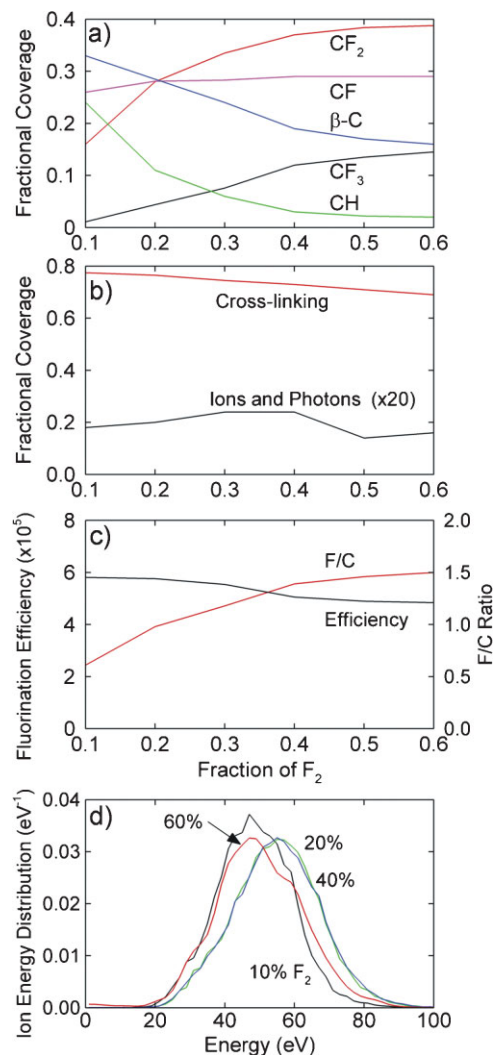 a)
Fractional Coverage
0.4
0.3
0.2
0.1
0
CF2
CF
β-C
CF3
CH
0.1 0.2 0.3 0.4 0.5 0.6
b)
Fractional Coverage
0.8
0.6
0.4
0.2
0.0
Cross-linking
Ions and Photons (x20)
0.1 0.2 0.3 0.4 0.5 0.6
c)
Fluorination Efficiency (x10^5)
8
6
4
2
0
F/C
Efficiency
2.0
1.5
1.0
0.5
0.0
F/C Ratio
0.1 0.2 0.3 0.4 0.5 0.6
Fraction of F2
d)
Ion Energy Distribution (eV^-1)
0.04
0.03
0.02
0.01
0.00
60%
20%
40%
10% F2
0 20 40 60 80 100
Energy (eV)